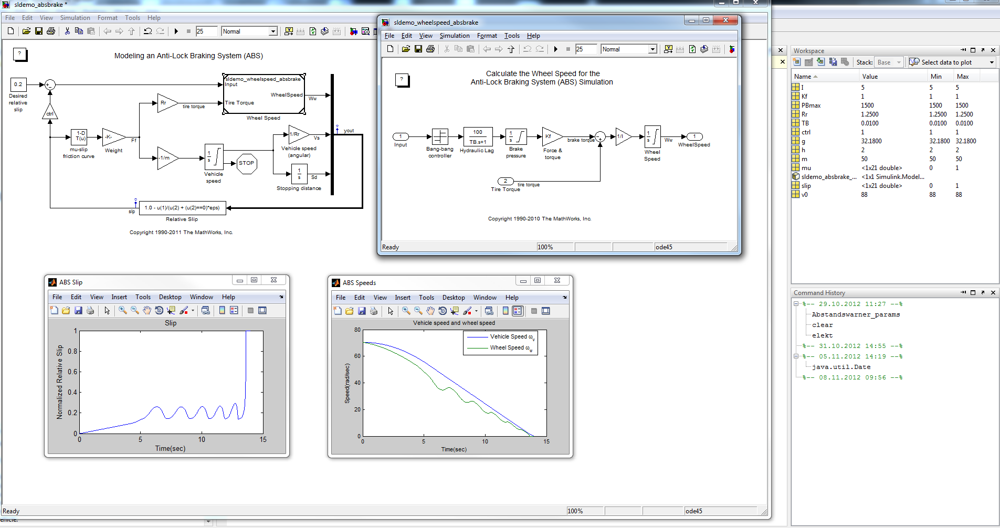 sldemo_absbrake *
File Edit View Simulation Format Tools Help
25 Normal
?
Modeling an Anti-Lock Braking System (ABS)
0.2
Desired
relative
slip
+
-
ctrl
1-D
T(u)
mu-slip
friction curve
-K-
Weight
Ff
Rr
tire torque
sldemo_wheelspeed_absbrake
Input
WheelSpeed
Tire Torque
Wheel Speed
Ww
-1/m
1
s
Vehicle
speed
STOP
1/Rr
Vs
Vehicle speed
(angular)
1
s
Sd
Stopping distance
yout
1.0 - u(1)/(u(2) + (u(2)==0)*eps)
slp
Relative Slip
Copyright 1990-2011 The MathWorks, Inc.
sldemo_wheelspeed_absbrake
File Edit View Simulation Format Tools Help
25 Normal
?
Calculate the Wheel Speed for the
Anti-Lock Braking System (ABS) Simulation
1
Input
Bang-bang
controller
100
TB.s+1
Hydraulic Lag
1
s
Brake
pressure
Kf
Force &
torque
brake torque
-
+
1/I
1
s
Wheel
Speed
Ww
1
WheelSpeed
2
Tire Torque
tire torque
Copyright 1990-2010 The MathWorks, Inc.
Ready 100% ode45
ABS Slip
File Edit View Insert Tools Desktop Window Help
Slip
Normalized Relative Slip
1
0.8
0.6
0.4
0.2
0
0 5 10 15
Time(sec)
ABS Speeds
File Edit View Insert Tools Desktop Window Help
Vehicle speed and wheel speed
Vehicle Speed ωv
Wheel Speed ωw
Speed(rad/sec)
80
60
40
20
0
0 5 10 15
Time(sec)
Ready 100% ode45
Workspace
Stack: Base Select data to plot
Name Value Min Max
I 5 5 5
Kf 1 1 1
PBmax 1500 1500 1500
Rr 1.2500 1.2500 1.2500
TB 0.0100 0.0100 0.0100
ctrl 1 1 1
g 32.1800 32.1800 32.1800
h 2 2 2
m 50 50 50
mu <1x21 double> 0 1
sldemo_absbrake_... <1x1 Simulink.Model...
slip <1x21 double> 0 1
v0 88 88 88
Command History
%-- 29.10.2012 11:27 --%
Abstandswarner_params
clear
elekt
%-- 31.10.2012 14:55 --%
%-- 05.11.2012 14:19 --%
java.util.Date
%-- 08.11.2012 09:56 --%